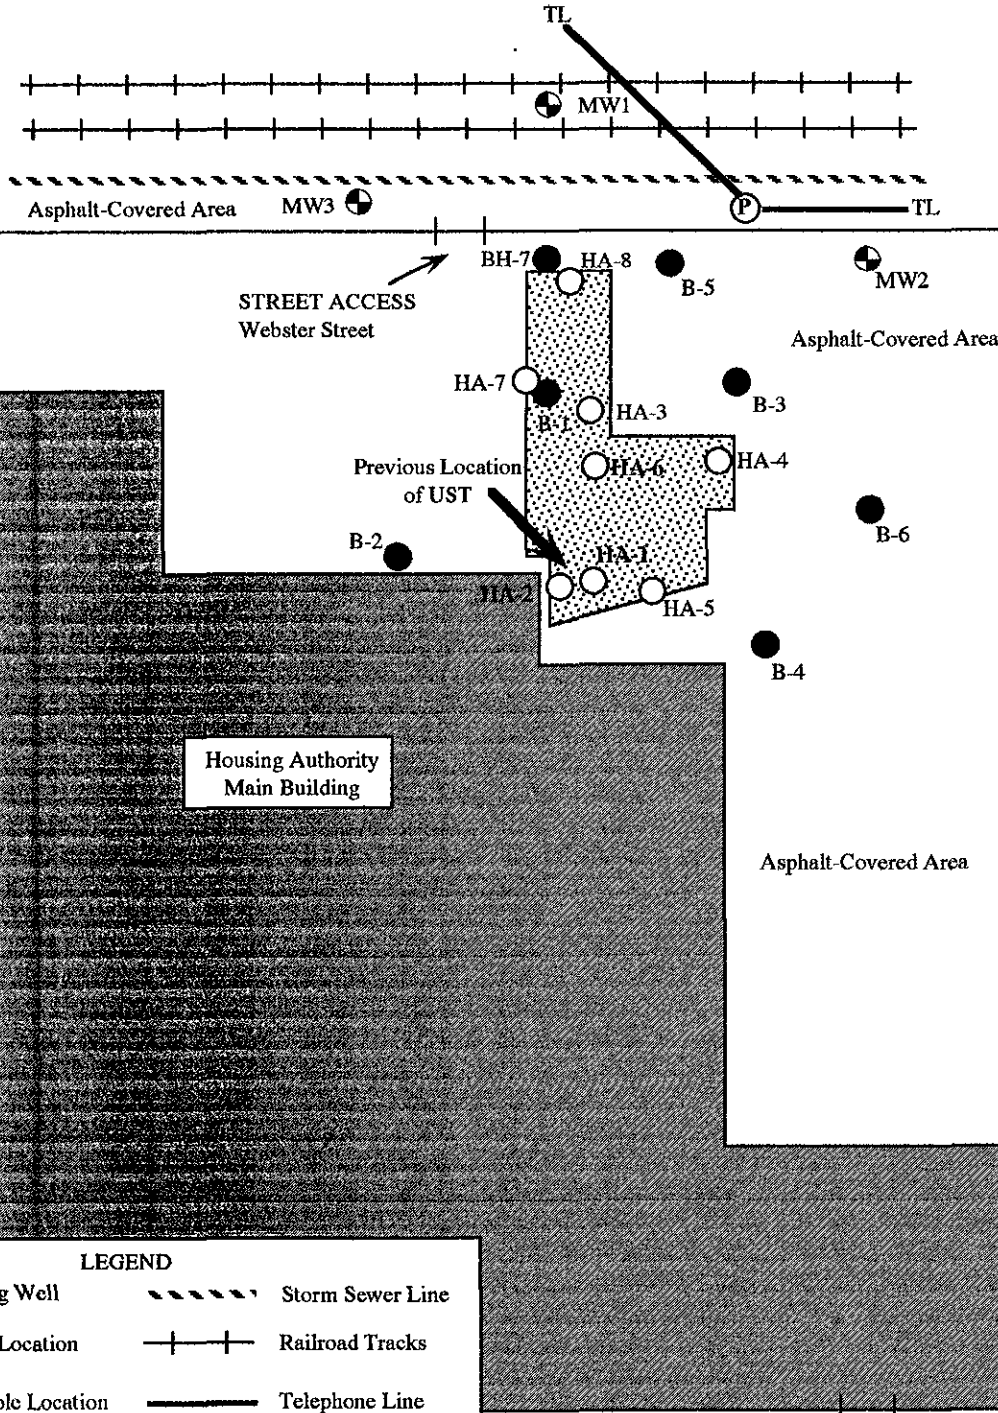 TL
MW1
Asphalt-Covered Area
MW3
P
TL
BH-7
HA-8
B-5
MW2
STREET ACCESS
Webster Street
Asphalt-Covered Area
HA-7
B-1
HA-3
B-3
Previous Location
of UST
HA-6
HA-4
B-6
B-2
HA-1
HA-2
HA-5
B-4
Housing Authority
Main Building
Asphalt-Covered Area
LEGEND
g Well
Storm Sewer Line
Location
Railroad Tracks
ole Location
Telephone Line